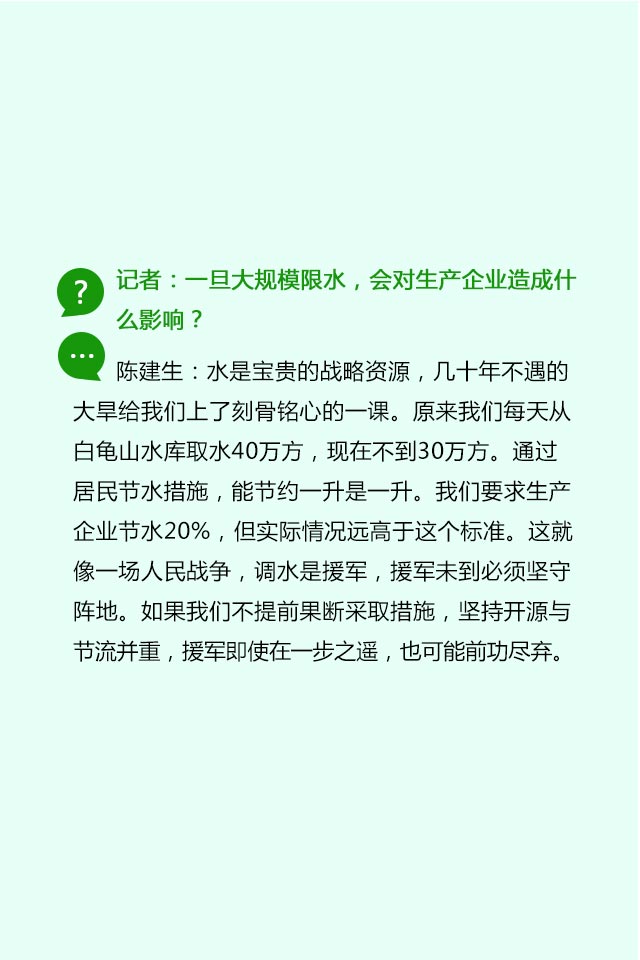 ?
记者：一旦大规模限水，会对生产企业造成什
么影响？
...
陈建生：水是宝贵的战略资源，几十年不遇的
大旱给我们上了刻骨铭心的一课。原来我们每天从
白龟山水库取水40万方，现在不到30万方。通过
居民节水措施，能节约一升是一升。我们要求生产
企业节水20%，但实际情况远高于这个标准。这就
像一场人民战争，调水是援军，援军未到必须坚守
阵地。如果我们不提前果断采取措施，坚持开源与
节流并重，援军即使在一步之遥，也可能前功尽弃。